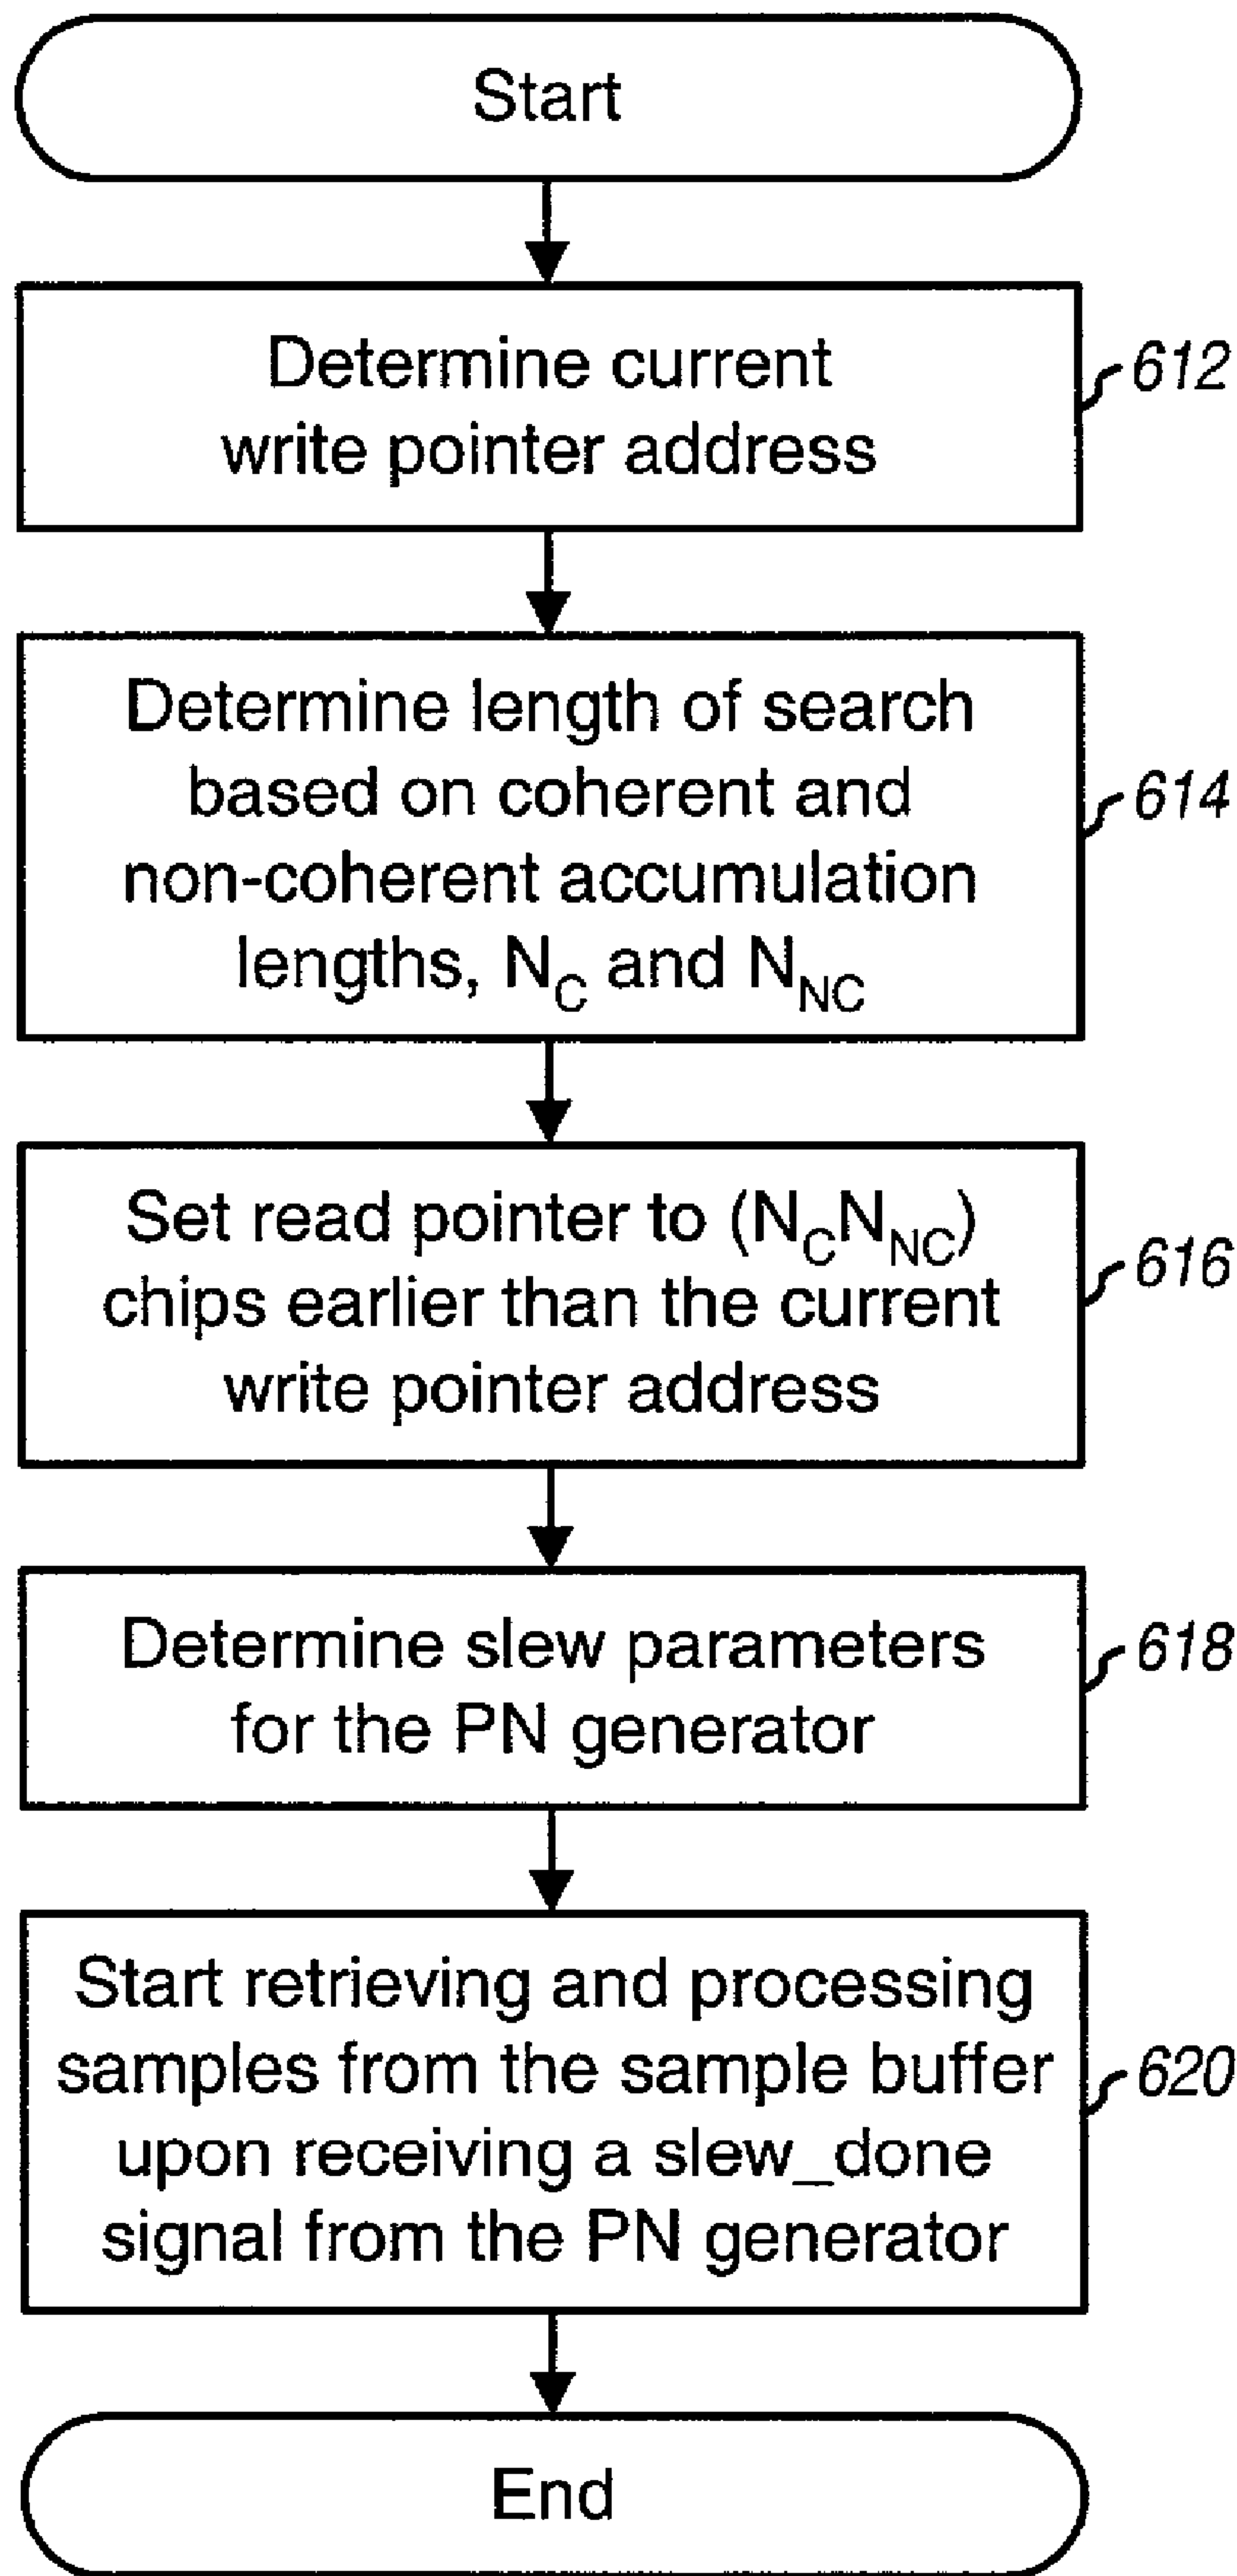 Start
Determine current
write pointer address
612
Determine length of search
based on coherent and
non-coherent accumulation
lengths, N_C and N_NC
614
Set read pointer to (N_CN_NC)
chips earlier than the current
write pointer address
616
Determine slew parameters
for the PN generator
618
Start retrieving and processing
samples from the sample buffer
upon receiving a slew_done
signal from the PN generator
620
End